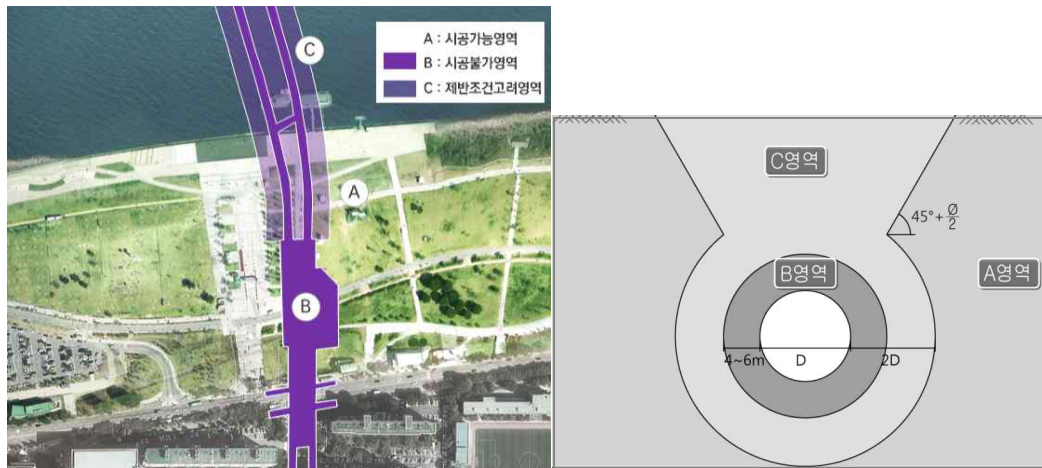 A : 시공가능영역
B : 시공불가영역
C : 제반조건고려영역
C
A
B
C영역
45°+ Ø/2
B영역
A영역
4~6m
D
2D